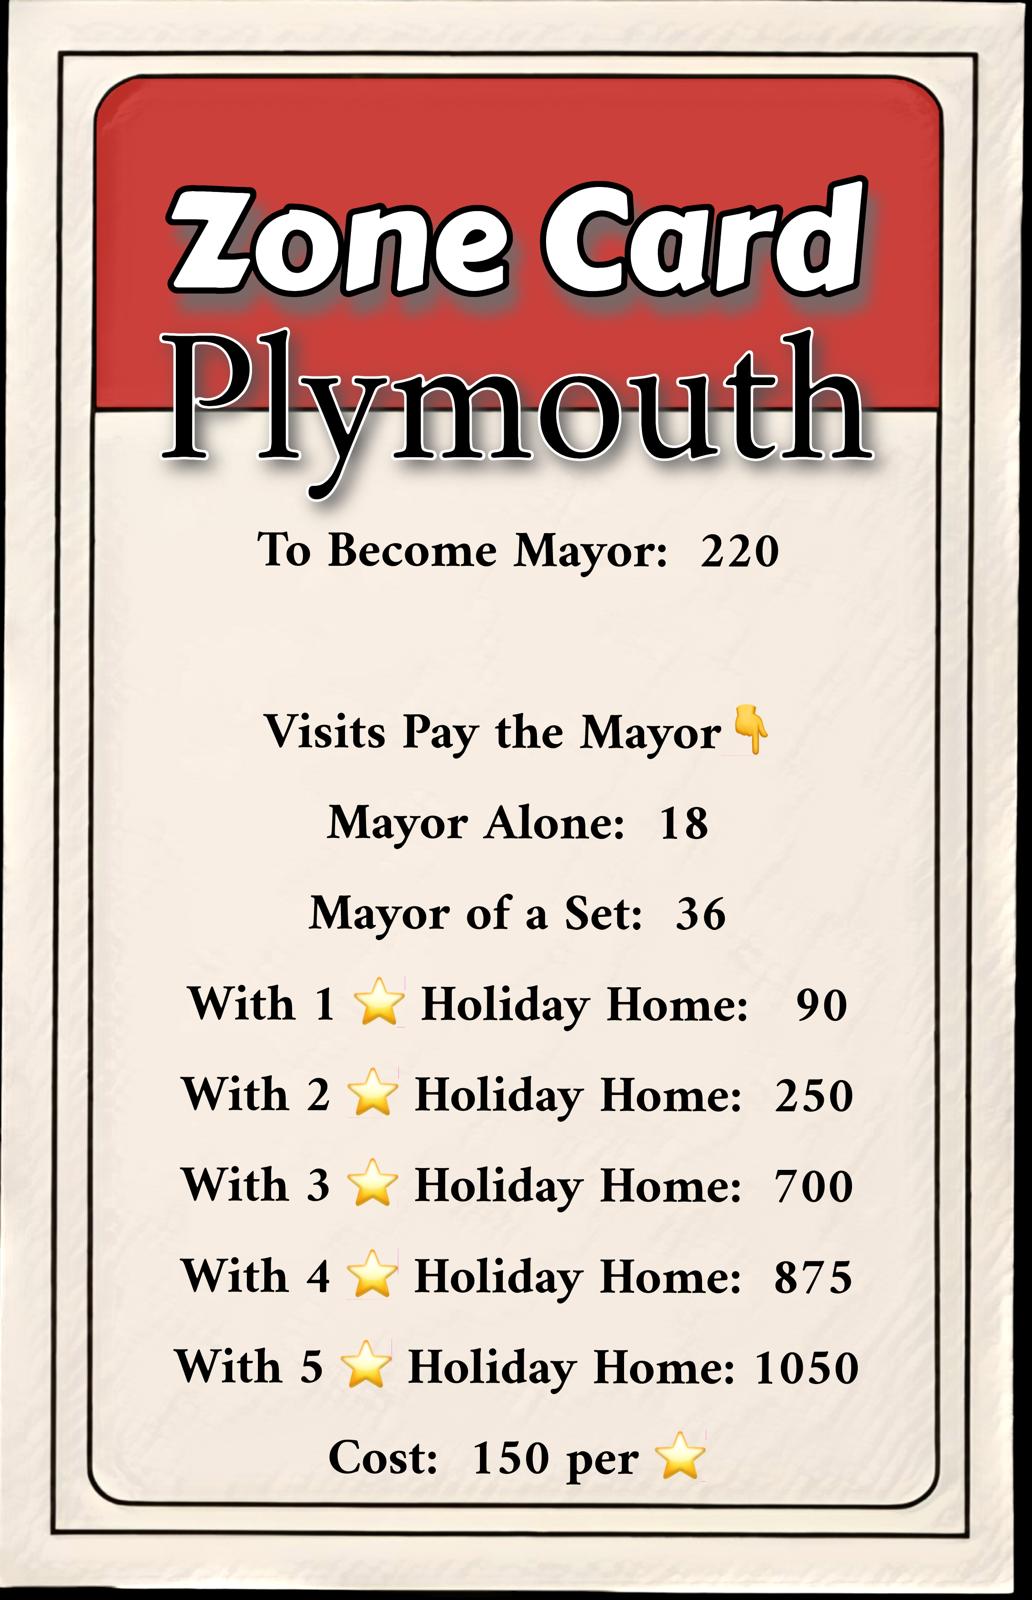 Zone Card
Plymouth
To Become Mayor: 220
Visits Pay the Mayor👇
Mayor Alone: 18
Mayor of a Set: 36
With 1 ⭐ Holiday Home: 90
With 2 ⭐ Holiday Home: 250
With 3 ⭐ Holiday Home: 700
With 4 ⭐ Holiday Home: 875
With 5 ⭐ Holiday Home: 1050
Cost: 150 per ⭐